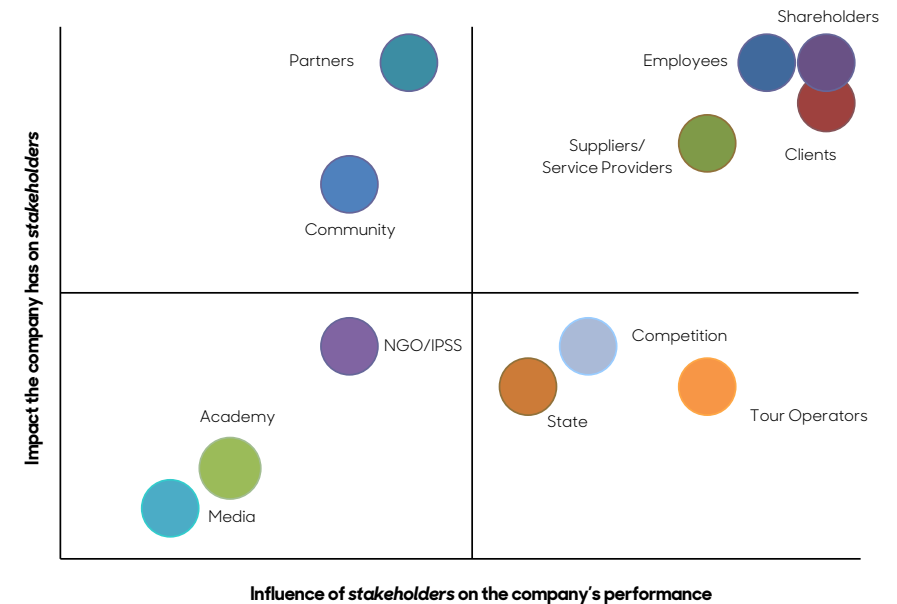 Shareholders
Partners
Employees
Suppliers/
Service Providers
Clients
Community
Impact the company has on stakeholders
NGO/IPSS
Competition
Academy
State
Tour Operators
Media
Influence of stakeholders on the company's performance